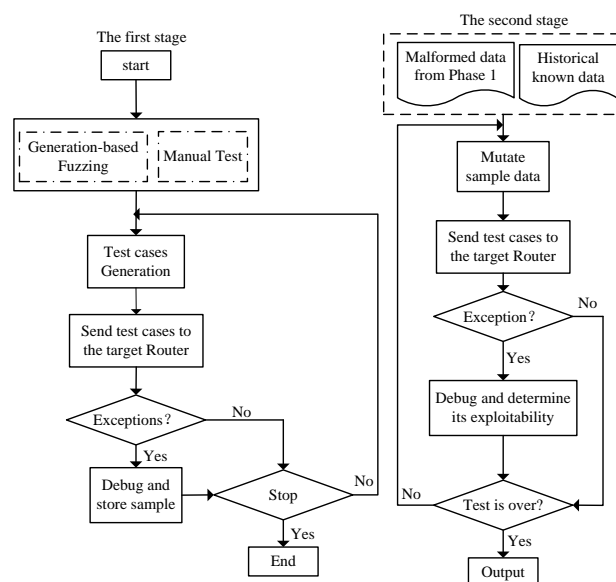 The first stage
start
Generation-based
Fuzzing
Manual Test
Test cases
Generation
Send test cases to
the target Router
Exceptions?
No
Yes
Debug and
store sample
Stop
No
Yes
End
The second stage
Malformed data
from Phase 1
Historical
known data
Mutate
sample data
Send test cases to
the target Router
Exception?
No
Yes
Debug and determine
its exploitability
Test is over?
No
Yes
Output